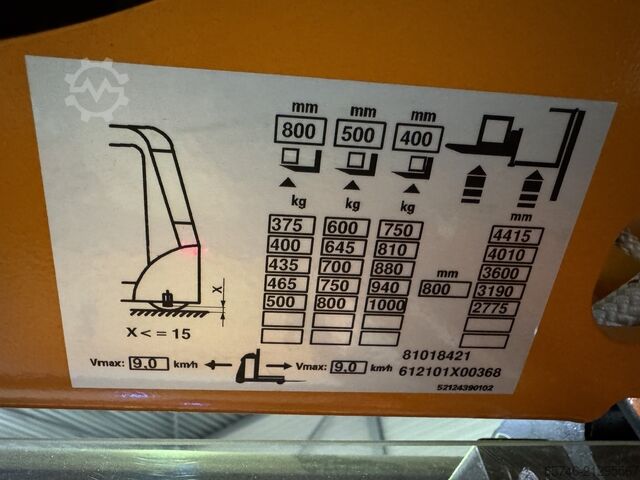 mm mm mm
800 500 400
kg kg kg mm
375 600 750 4415
400 645 810 4010
435 700 880 3600
465 750 940 mm 3190
500 800 1000 800 2775
X
X <= 15
Vmax: 9,0 km/h Vmax: 9,0 km/h
81018421
612101X00368
52124390102